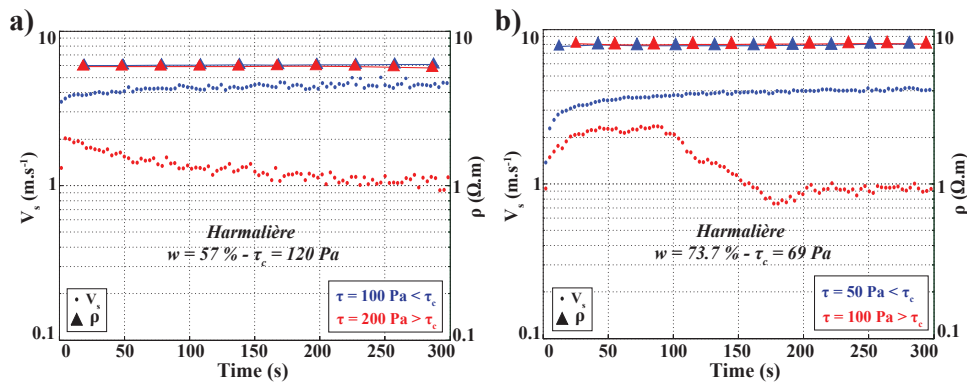 a)
10
1
0.1
V_s (m.s⁻¹)
10
1
0.1
ρ (Ω.m)
Harmalière
w = 57 % - τ_c = 120 Pa
V_s
ρ
τ = 100 Pa < τ_c
τ = 200 Pa > τ_c
0 50 100 150 200 250 300
Time (s)
b)
10
1
0.1
V_s (m.s⁻¹)
10
1
0.1
ρ (Ω.m)
Harmalière
w = 73.7 % - τ_c = 69 Pa
V_s
ρ
τ = 50 Pa < τ_c
τ = 100 Pa > τ_c
0 50 100 150 200 250 300
Time (s)